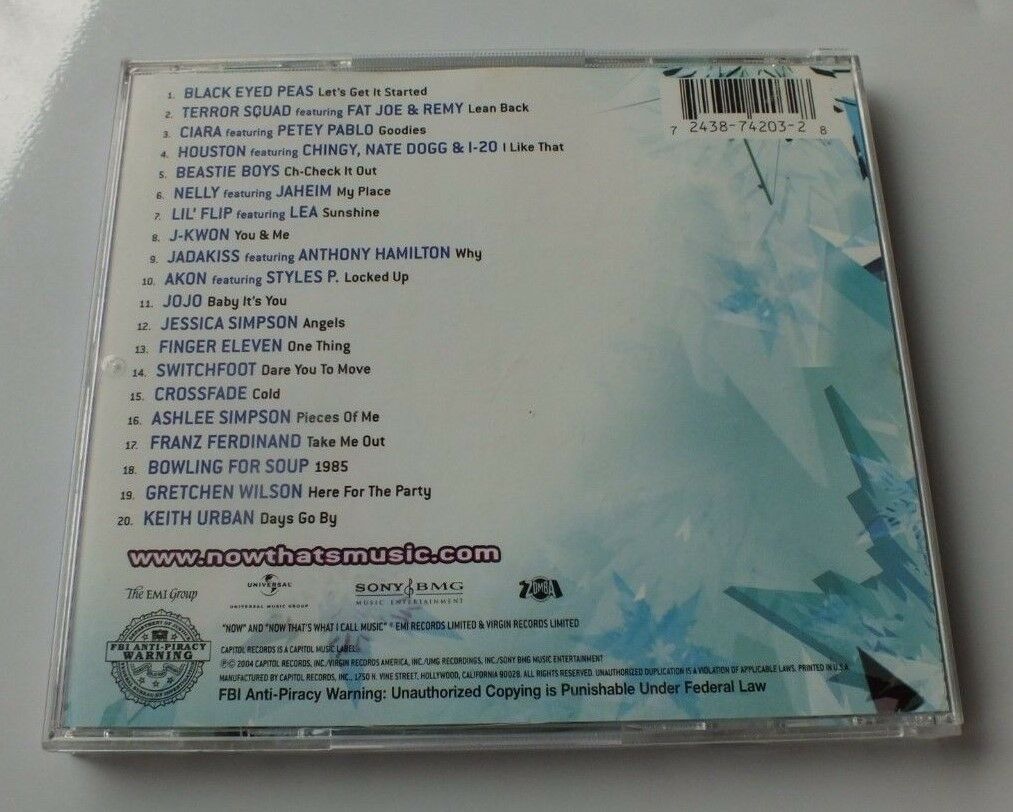 1. BLACK EYED PEAS Let's Get It Started
2. TERROR SQUAD featuring FAT JOE & REMY Lean Back
3. CIARA featuring PETEY PABLO Goodies
4. HOUSTON featuring CHINGY, NATE DOGG & I-20 I Like That
5. BEASTIE BOYS Ch-Check It Out
6. NELLY featuring JAHEIM My Place
7. LIL' FLIP featuring LEA Sunshine
8. J-KWON You & Me
9. JADAKISS featuring ANTHONY HAMILTON Why
10. AKON featuring STYLES P. Locked Up
11. JOJO Baby It's You
12. JESSICA SIMPSON Angels
13. FINGER ELEVEN One Thing
14. SWITCHFOOT Dare You To Move
15. CROSSFADE Cold
16. ASHLEE SIMPSON Pieces Of Me
17. FRANZ FERDINAND Take Me Out
18. BOWLING FOR SOUP 1985
19. GRETCHEN WILSON Here For The Party
20. KEITH URBAN Days Go By
7 2438-74203-2 8
www.nowthatsmusic.com
The EMI Group
UNIVERSAL
UNIVERSAL MUSIC GROUP
SONY BMG
MUSIC ENTERTAINMENT
ZOMBA
"NOW" AND "NOW THAT'S WHAT I CALL MUSIC" ® EMI RECORDS LIMITED & VIRGIN RECORDS LIMITED
CAPITOL RECORDS IS A CAPITOL MUSIC LABEL.
℗© 2004 CAPITOL RECORDS, INC./VIRGIN RECORDS AMERICA, INC./UMG RECORDINGS, INC./SONY BMG MUSIC ENTERTAINMENT
MANUFACTURED BY CAPITOL RECORDS, INC., 1750 N. VINE STREET, HOLLYWOOD, CALIFORNIA 90028. ALL RIGHTS RESERVED. UNAUTHORIZED DUPLICATION IS A VIOLATION OF APPLICABLE LAWS. PRINTED IN U.S.A.
FBI Anti-Piracy Warning: Unauthorized Copying is Punishable Under Federal Law
DEPARTMENT OF JUSTICE
FBI ANTI-PIRACY
WARNING